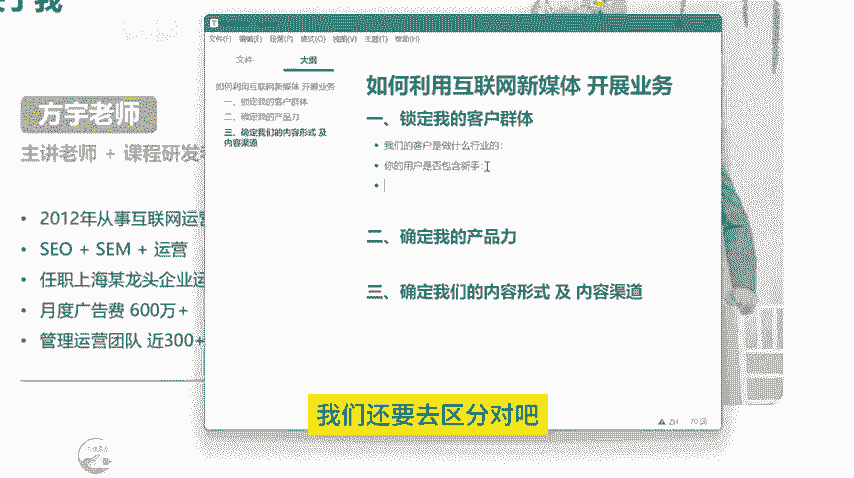 方宇老师
主讲老师 + 课程研发
2012年从事互联网运营
SEO + SEM + 运营
任职上海某龙头企业运
月度广告费 600万+
管理运营团队 近300+
文件(F) 编辑(E) 段落(P) 格式(O) 视图(V) 主题(T) 帮助(H)
文件 大纲
如何利用互联网新媒体 开展业务
一、锁定我的客户群体
二、确定我的产品力
三、确定我们的内容形式 及
内容渠道
如何利用互联网新媒体 开展业务
一、锁定我的客户群体
我们的客户是做什么行业的:
你的用户是否包含新手:
二、确定我的产品力
三、确定我们的内容形式 及 内容渠道
70 词
我们还要去区分对吧